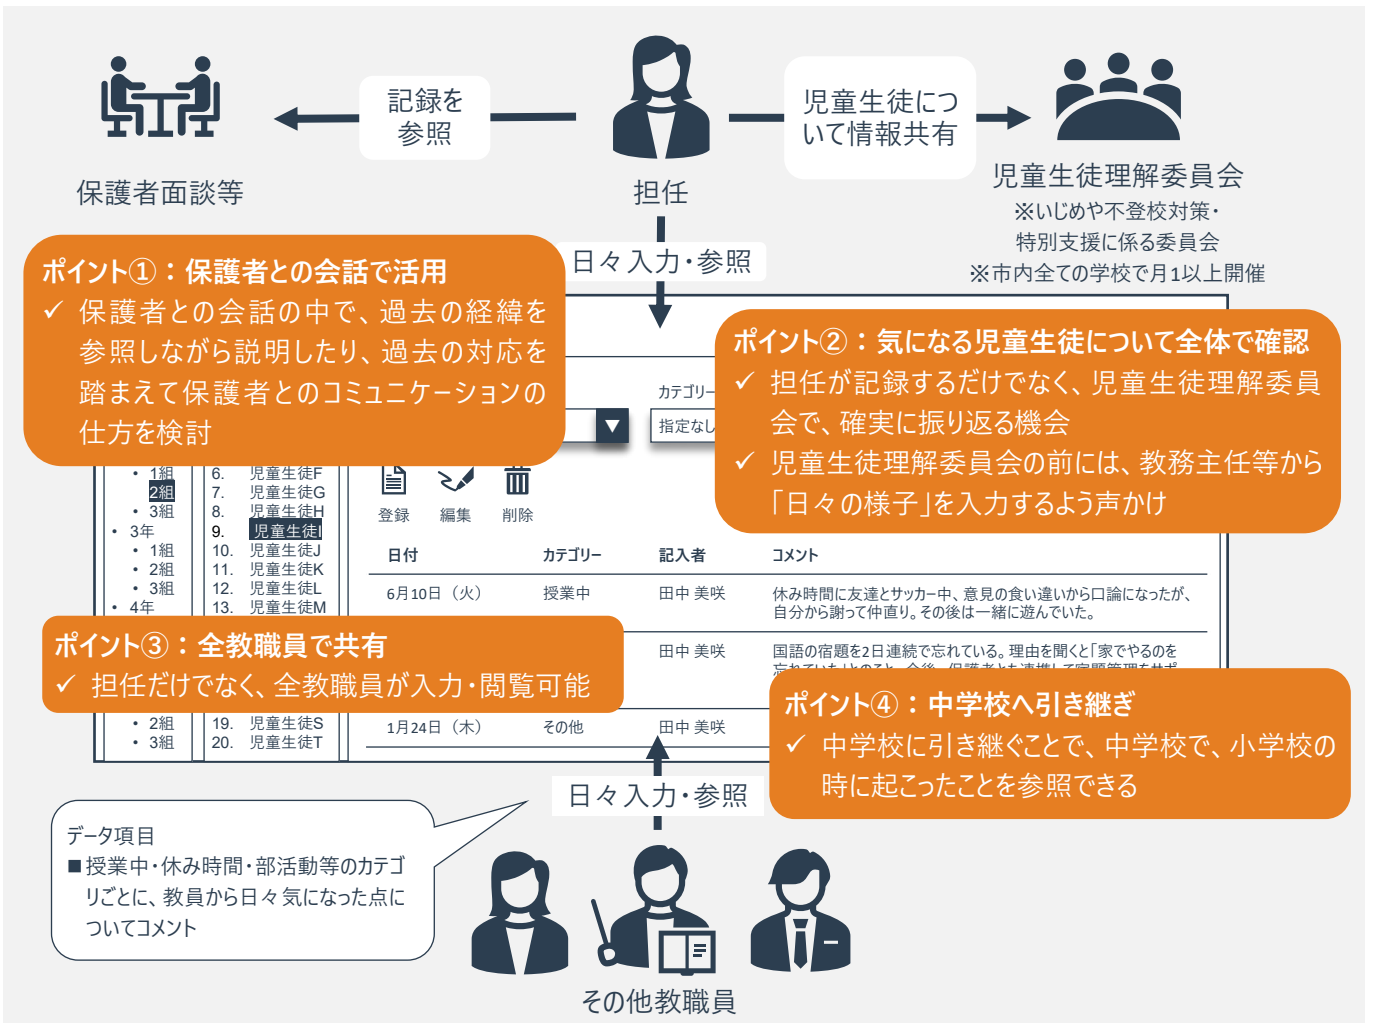 記録を
参照
児童生徒につ
いて情報共有
保護者面談等
担任
児童生徒理解委員会
※いじめや不登校対策・
特別支援に係る委員会
※市内全ての学校で月1以上開催
日々入力・参照
ポイント①：保護者との会話で活用
✓ 保護者との会話の中で、過去の経緯を
参照しながら説明したり、過去の対応を
踏まえて保護者とのコミュニケーションの
仕方を検討
ポイント②：気になる児童生徒について全体で確認
✓ 担任が記録するだけでなく、児童生徒理解委員
会で、確実に振り返る機会
✓ 児童生徒理解委員会の前には、教務主任等から
「日々の様子」を入力するよう声かけ
カテゴリー
▼
指定なし
• 1組
2組
• 3組
• 3年
• 1組
• 2組
• 3組
• 4年
6. 児童生徒F
7. 児童生徒G
8. 児童生徒H
9. 児童生徒I
10. 児童生徒J
11. 児童生徒K
12. 児童生徒L
13. 児童生徒M
登録 編集 削除
日付 カテゴリー 記入者 コメント
6月10日（火） 授業中 田中 美咲 休み時間に友達とサッカー中、意見の食い違いから口論になったが、
自分から謝って仲直り。その後は一緒に遊んでいた。
田中 美咲 国語の宿題を2日連続で忘れている。理由を聞くと「家でやるのを
忘れていた」とのこと。今後、保護者とも連携して宿題管理をサポ
ポイント③：全教職員で共有
✓ 担任だけでなく、全教職員が入力・閲覧可能
• 2組
• 3組
19. 児童生徒S
20. 児童生徒T
1月24日（木） その他 田中 美咲
ポイント④：中学校へ引き継ぎ
✓ 中学校に引き継ぐことで、中学校で、小学校の
時に起こったことを参照できる
日々入力・参照
データ項目
■授業中・休み時間・部活動等のカテゴ
リごとに、教員から日々気になった点に
ついてコメント
その他教職員